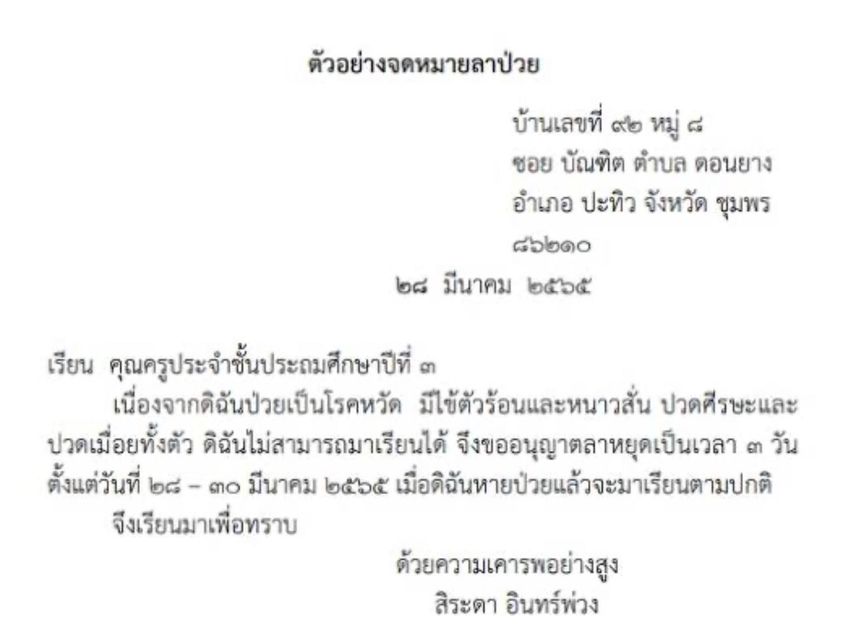 ตัวอย่างจดหมายลาป่วย
บ้านเลขที่ ๙๒ หมู่ ๘
ซอย บัณฑิต ตำบล ดอนยาง
อำเภอ ปะทิว จังหวัด ชุมพร
๘๖๒๑๐
๒๘ มีนาคม ๒๕๖๕
เรียน คุณครูประจำชั้นประถมศึกษาปีที่ ๓
เนื่องจากดิฉันป่วยเป็นโรคหวัด มีไข้ตัวร้อนและหนาวสั่น ปวดศีรษะและ
ปวดเมื่อยทั้งตัว ดิฉันไม่สามารถมาเรียนได้ จึงขออนุญาตลาหยุดเป็นเวลา ๓ วัน
ตั้งแต่วันที่ ๒๘ – ๓๐ มีนาคม ๒๕๖๕ เมื่อดิฉันหายป่วยแล้วจะมาเรียนตามปกติ
จึงเรียนมาเพื่อทราบ
ด้วยความเคารพอย่างสูง
สิระดา อินทร์พ่วง